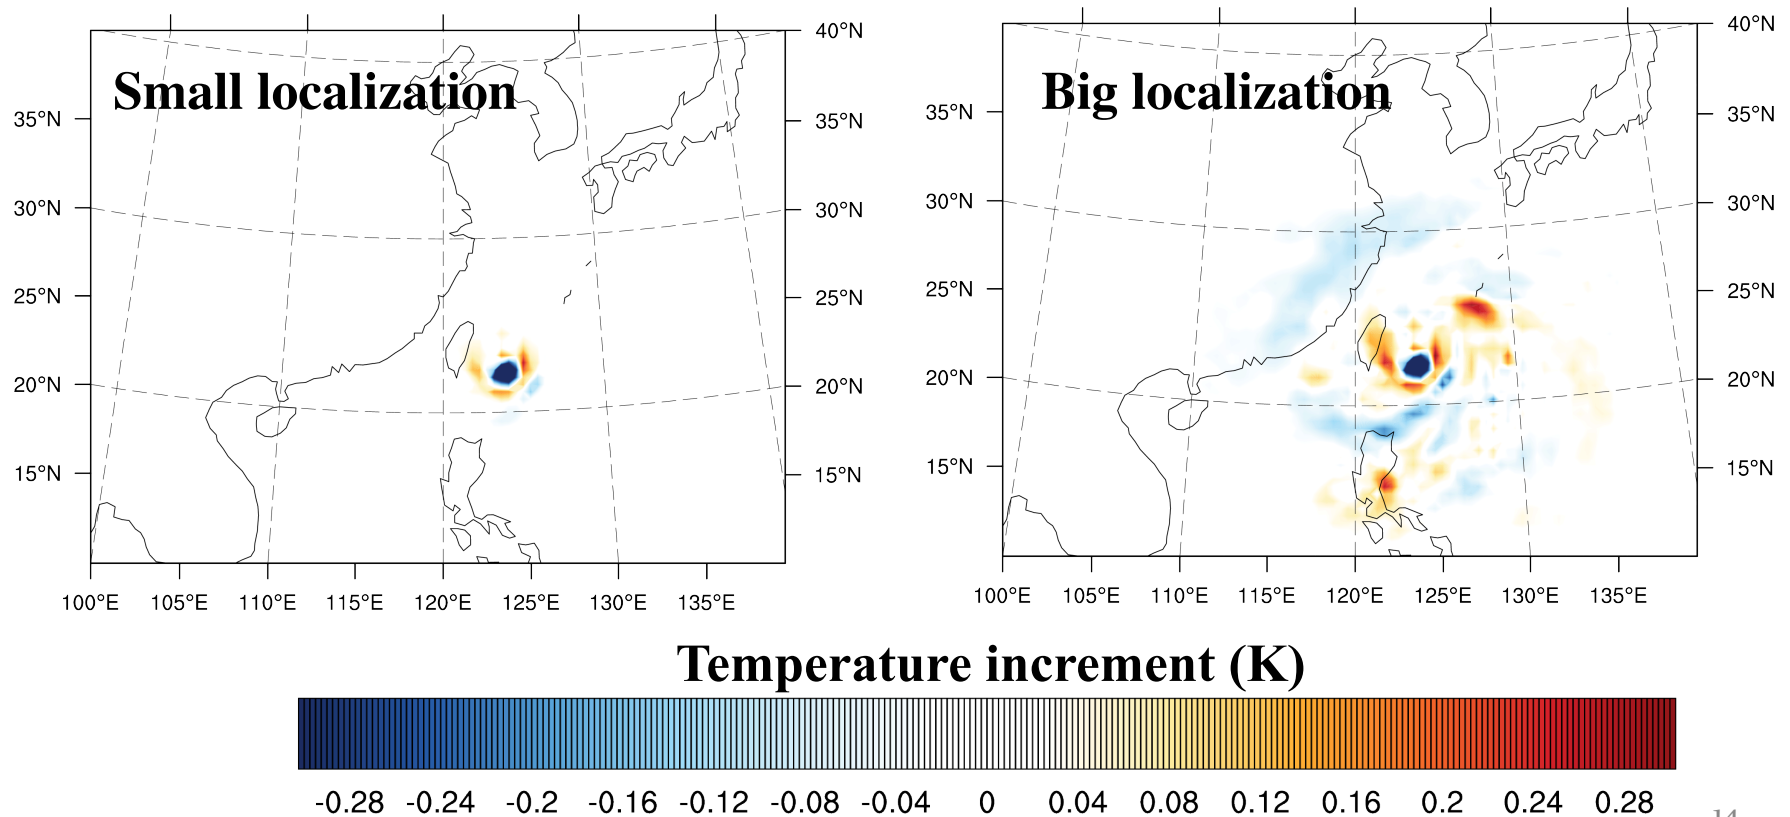 Small localization
Big localization
40°N
35°N
35°N
30°N
30°N
25°N
25°N
20°N
20°N
15°N
15°N
100°E 105°E 110°E 115°E 120°E 125°E 130°E 135°E
40°N
35°N
35°N
30°N
30°N
25°N
25°N
20°N
20°N
15°N
15°N
100°E 105°E 110°E 115°E 120°E 125°E 130°E 135°E
Temperature increment (K)
-0.28 -0.24 -0.2 -0.16 -0.12 -0.08 -0.04 0 0.04 0.08 0.12 0.16 0.2 0.24 0.28